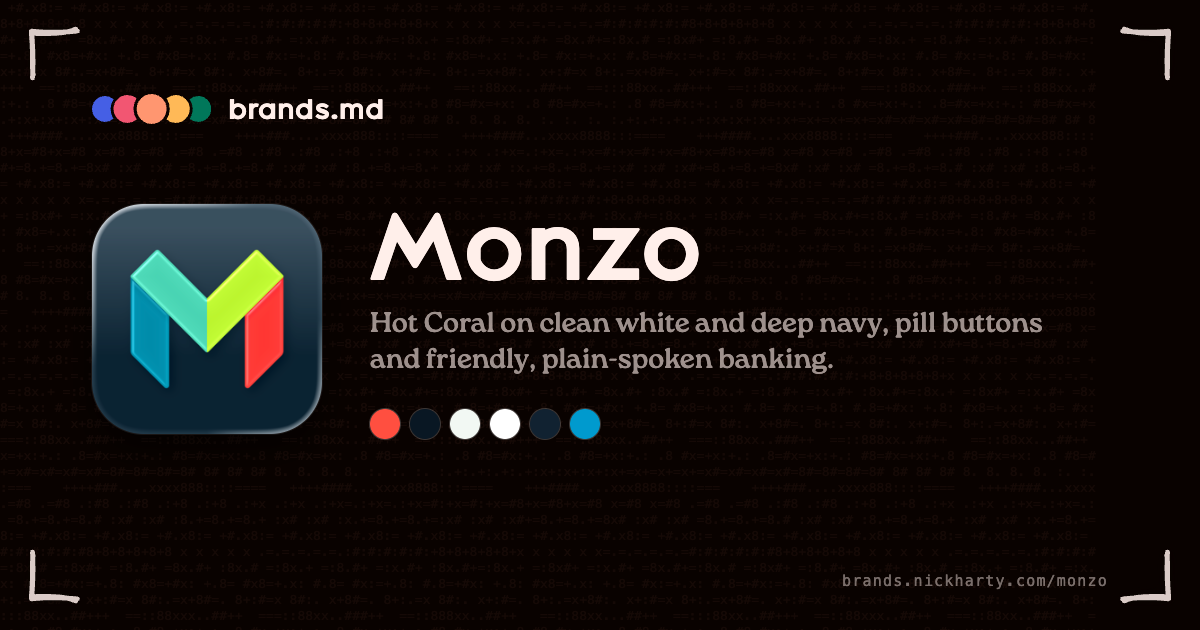 brands.md
Monzo
Hot Coral on clean white and deep navy, pill buttons
and friendly, plain-spoken banking.
brands.nickharty.com/monzo